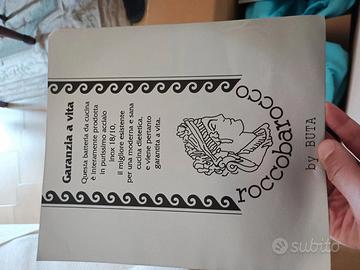 Garanzia a vita
Questa batteria da cucina
è interamente prodotta
in purissimo acciaio
inox 18/10,
il migliore esistente
per una moderna e sana
cucina dietetica,
e viene pertanto
garantita a vita.
roccobarocco
by BUTA
subito